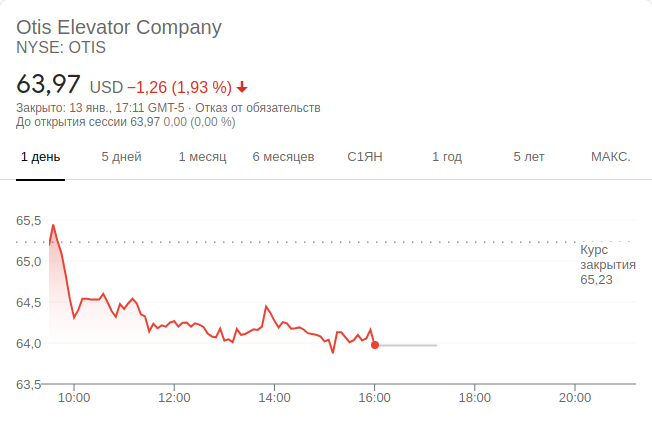 Otis Elevator Company
NYSE: OTIS
63,97 USD −1,26 (1,93 %)
Закрыто: 13 янв., 17:11 GMT-5 · Отказ от обязательств
До открытия сессии 63,97 0,00 (0,00 %)
1 день 5 дней 1 месяц 6 месяцев С1ЯН 1 год 5 лет МАКС.
65,5
65,0
64,5
64,0
63,5
Курс
закрытия
65,23
10:00 12:00 14:00 16:00 18:00 20:00